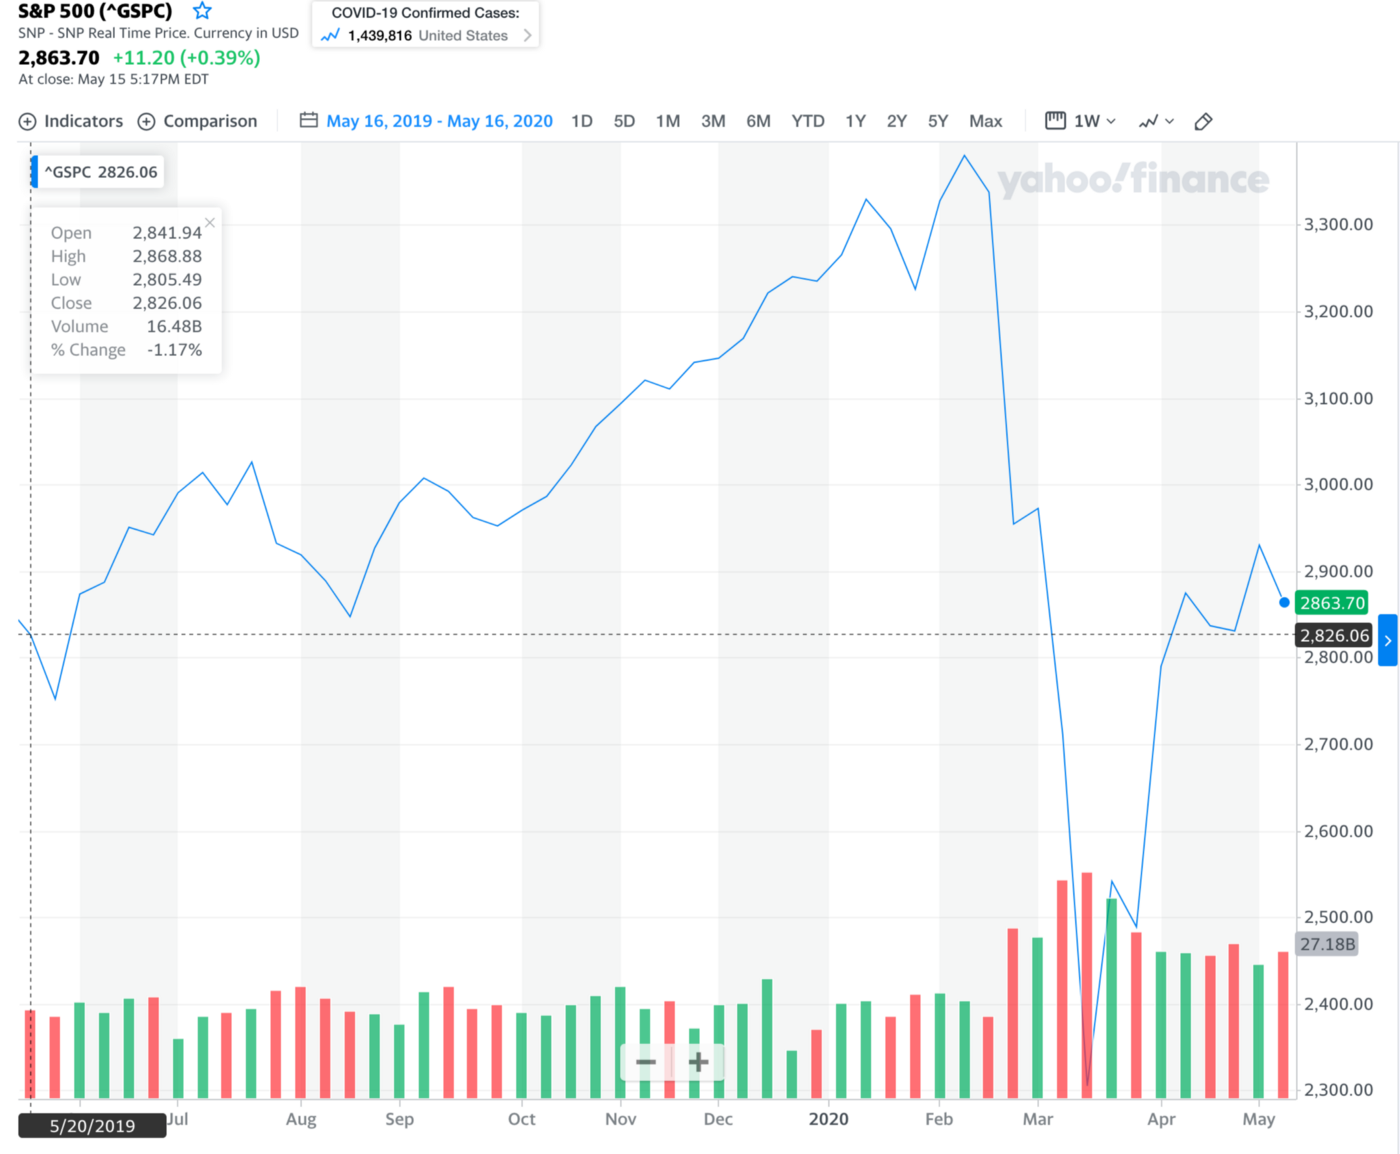 S&P 500 (^GSPC)
SNP - SNP Real Time Price. Currency in USD
2,863.70 +11.20 (+0.39%)
At close: May 15 5:17PM EDT
COVID-19 Confirmed Cases:
1,439,816 United States
Indicators Comparison May 16, 2019 - May 16, 2020 1D 5D 1M 3M 6M YTD 1Y 2Y 5Y Max 1W
^GSPC 2826.06
yahoo!finance
Open 2,841.94
High 2,868.88
Low 2,805.49
Close 2,826.06
Volume 16.48B
% Change -1.17%
3,300.00
3,200.00
3,100.00
3,000.00
2,900.00
2863.70
2,826.06
2,800.00
2,700.00
2,600.00
2,500.00
27.18B
2,400.00
2,300.00
5/20/2019 Jul Aug Sep Oct Nov Dec 2020 Feb Mar Apr May